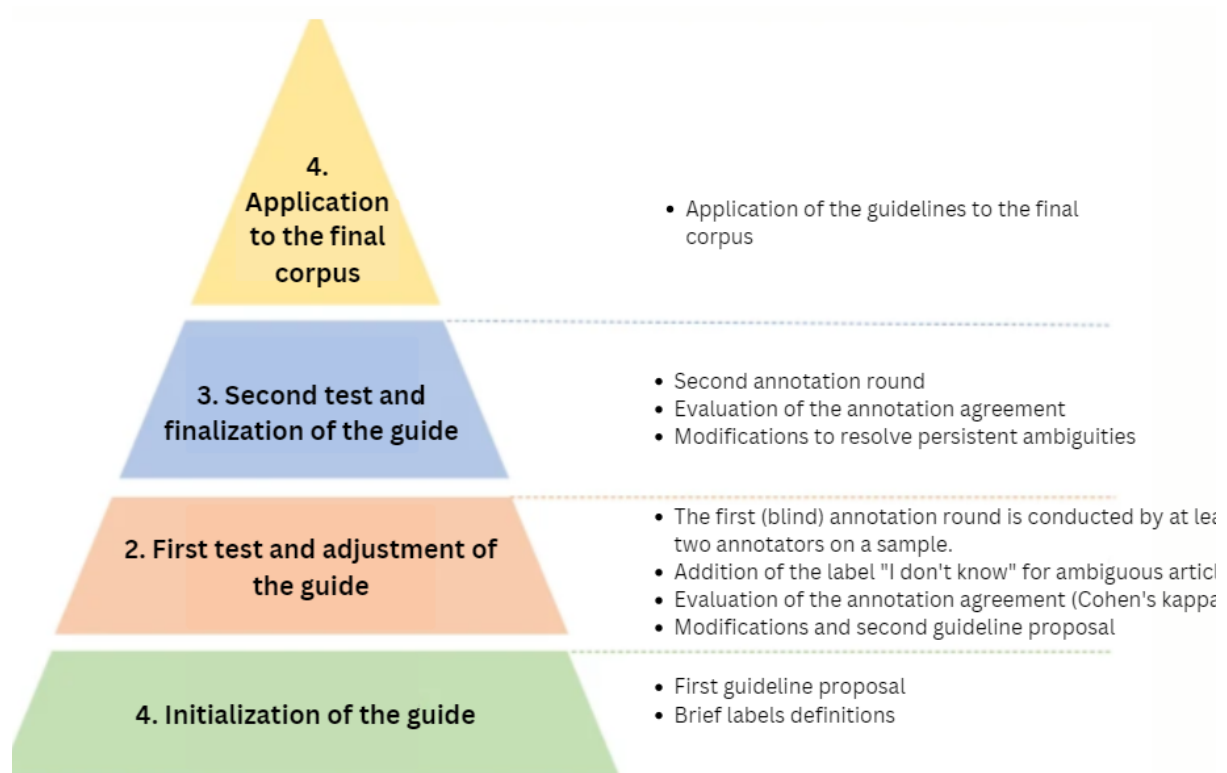 4.
Application
to the final
corpus
• Application of the guidelines to the final
corpus
3. Second test and
finalization of the guide
• Second annotation round
• Evaluation of the annotation agreement
• Modifications to resolve persistent ambiguities
2. First test and adjustment of
the guide
• The first (blind) annotation round is conducted by at
two annotators on a sample.
• Addition of the label "I don't know" for ambiguous
• Evaluation of the annotation agreement (Cohen's kappa
• Modifications and second guideline proposal
4. Initialization of the guide
• First guideline proposal
• Brief labels definitions